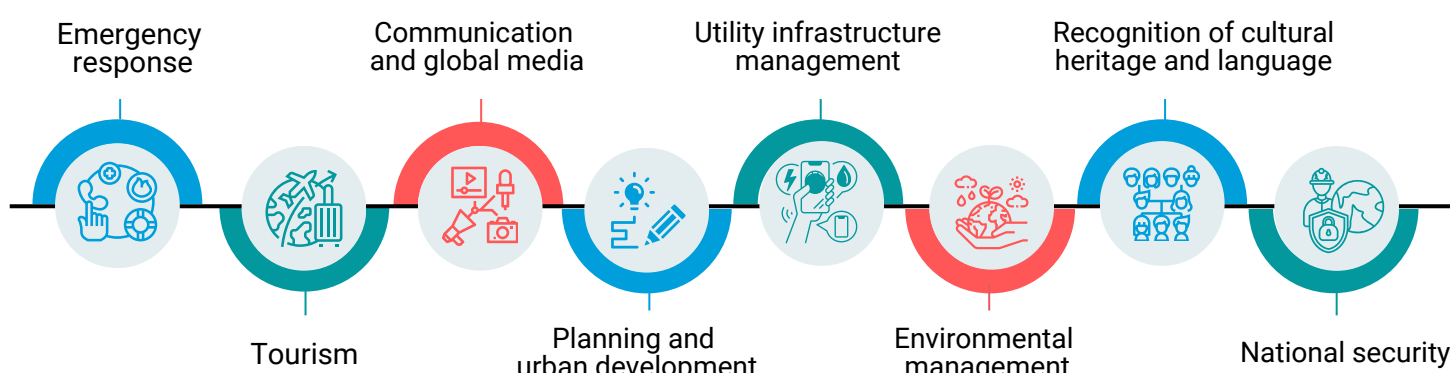 Emergency
response
Tourism
Communication
and global media
Planning and
urban development
Utility infrastructure
management
Environmental
management
Recognition of cultural
heritage and language
National security